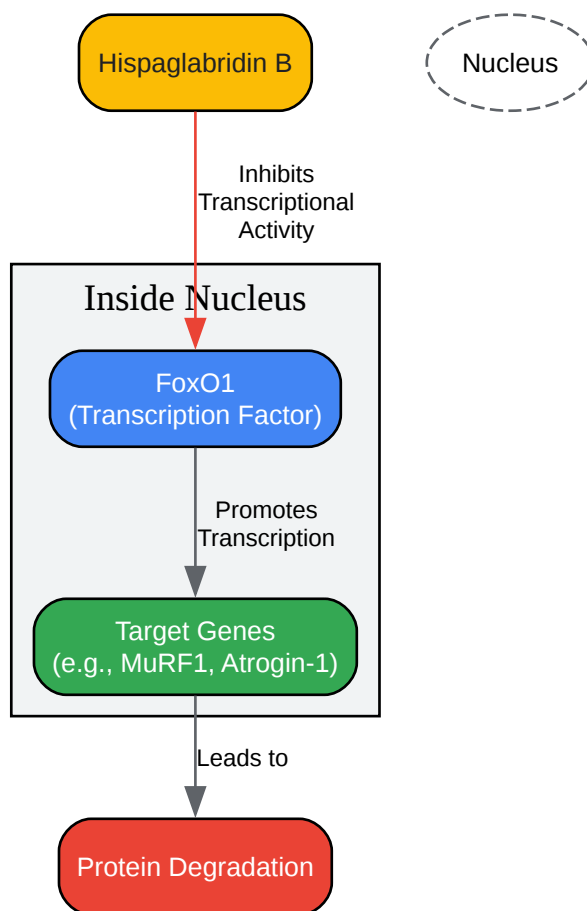 Hispaglabridin B
Nucleus
Inhibits
Transcriptional
Activity
Inside Nucleus
FoxO1
(Transcription Factor)
Promotes
Transcription
Target Genes
(e.g., MuRF1, Atrogin-1)
Leads to
Protein Degradation